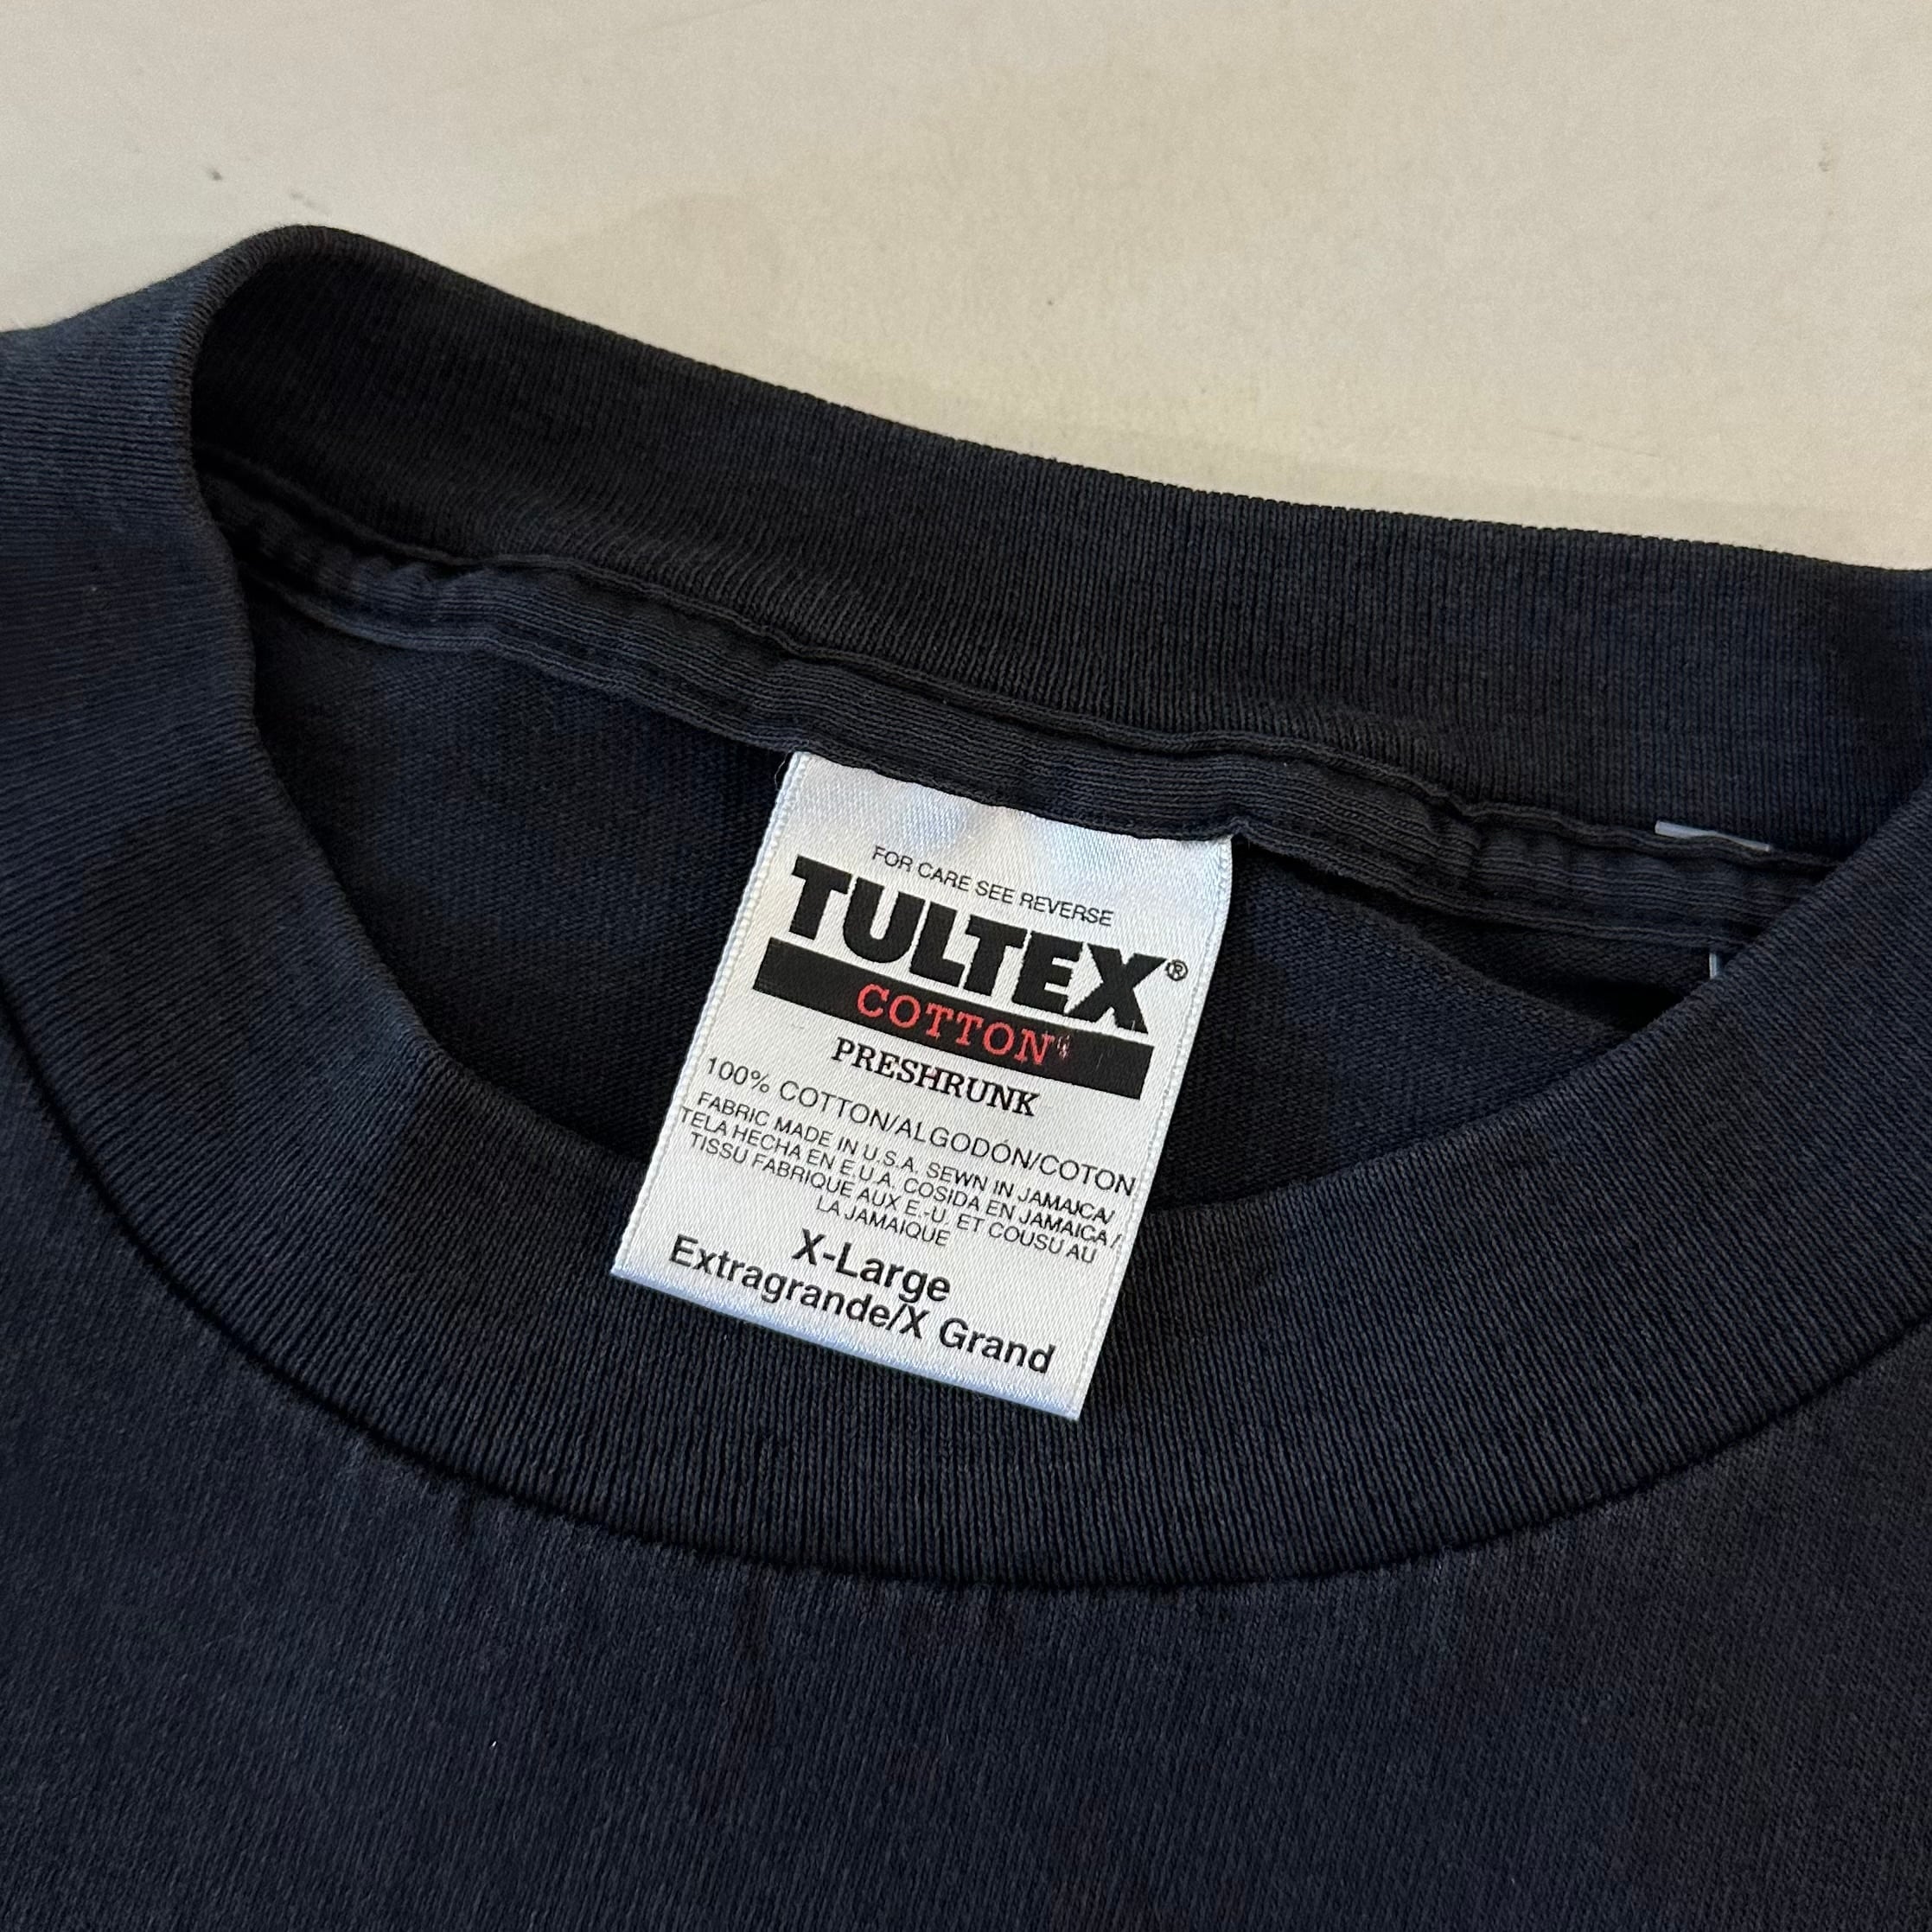 FOR CARE SEE REVERSE
TULTEX®
COTTON
PRESHRUNK
100% COTTON/ALGODÓN/COTON
FABRIC MADE IN U.S.A. SEWN IN JAMAICA/
TELA HECHA EN E.U.A. COSIDA EN JAMAICA/
TISSU FABRIQUE AUX E.-U. ET COUSU AU
LA JAMAIQUE
X-Large
Extragrande/X Grand